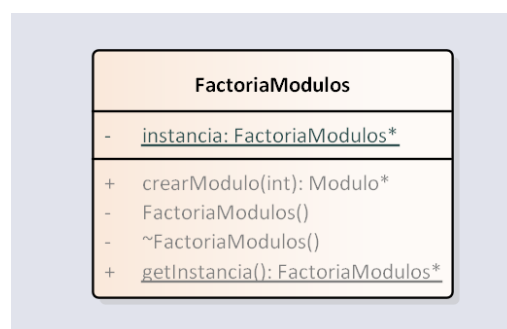 FactoriaModulos
- instancia: FactoriaModulos*
+ crearModulo(int): Modulo*
- FactoriaModulos()
- ~FactoriaModulos()
+ getInstancia(): FactoriaModulos*